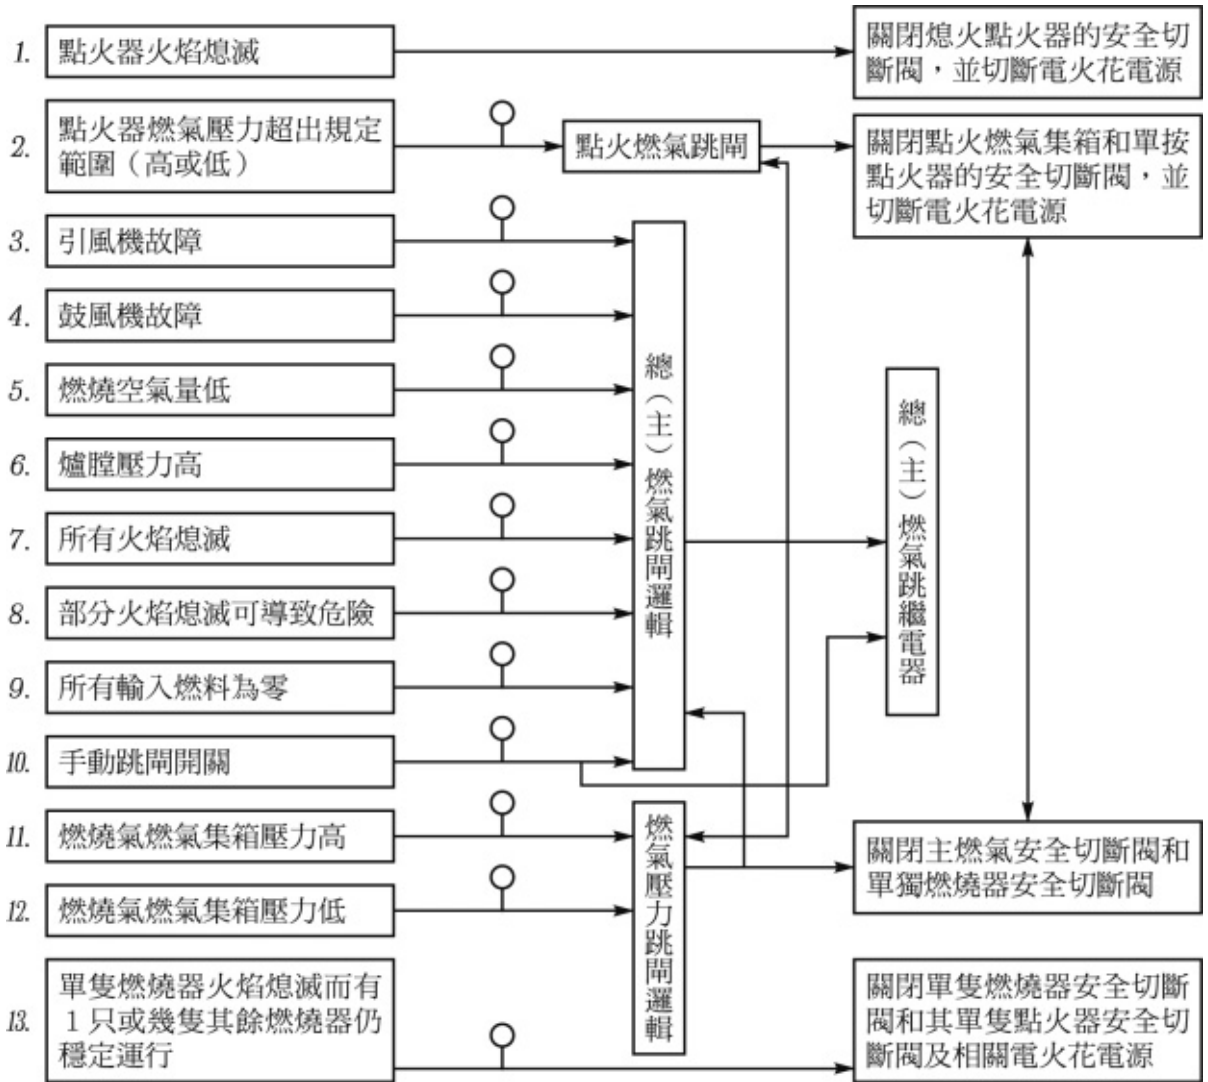 1.
點火器火焰熄滅
關閉熄火點火器的安全切
斷閥，並切斷電火花電源
2.
點火器燃氣壓力超出規定
範圍（高或低）
點火燃氣跳閘
關閉點火燃氣集箱和單按
點火器的安全切斷閥，並
切斷電火花電源
3.
引風機故障
4.
鼓風機故障
5.
燃燒空氣量低
6.
爐膛壓力高
7.
所有火焰熄滅
8.
部分火焰熄滅可導致危險
9.
所有輸入燃料為零
10.
手動跳閘開關
總（主）燃氣跳閘邏輯
總（主）燃氣跳繼電器
11.
燃燒氣燃氣集箱壓力高
12.
燃燒氣燃氣集箱壓力低
燃氣壓力跳閘邏輯
關閉主燃氣安全切斷閥和
單獨燃燒器安全切斷閥
13.
單隻燃燒器火焰熄滅而有
1只或幾隻其餘燃燒器仍
穩定運行
關閉單隻燃燒器安全切斷
閥和其單隻點火器安全切
斷閥及相關電火花電源